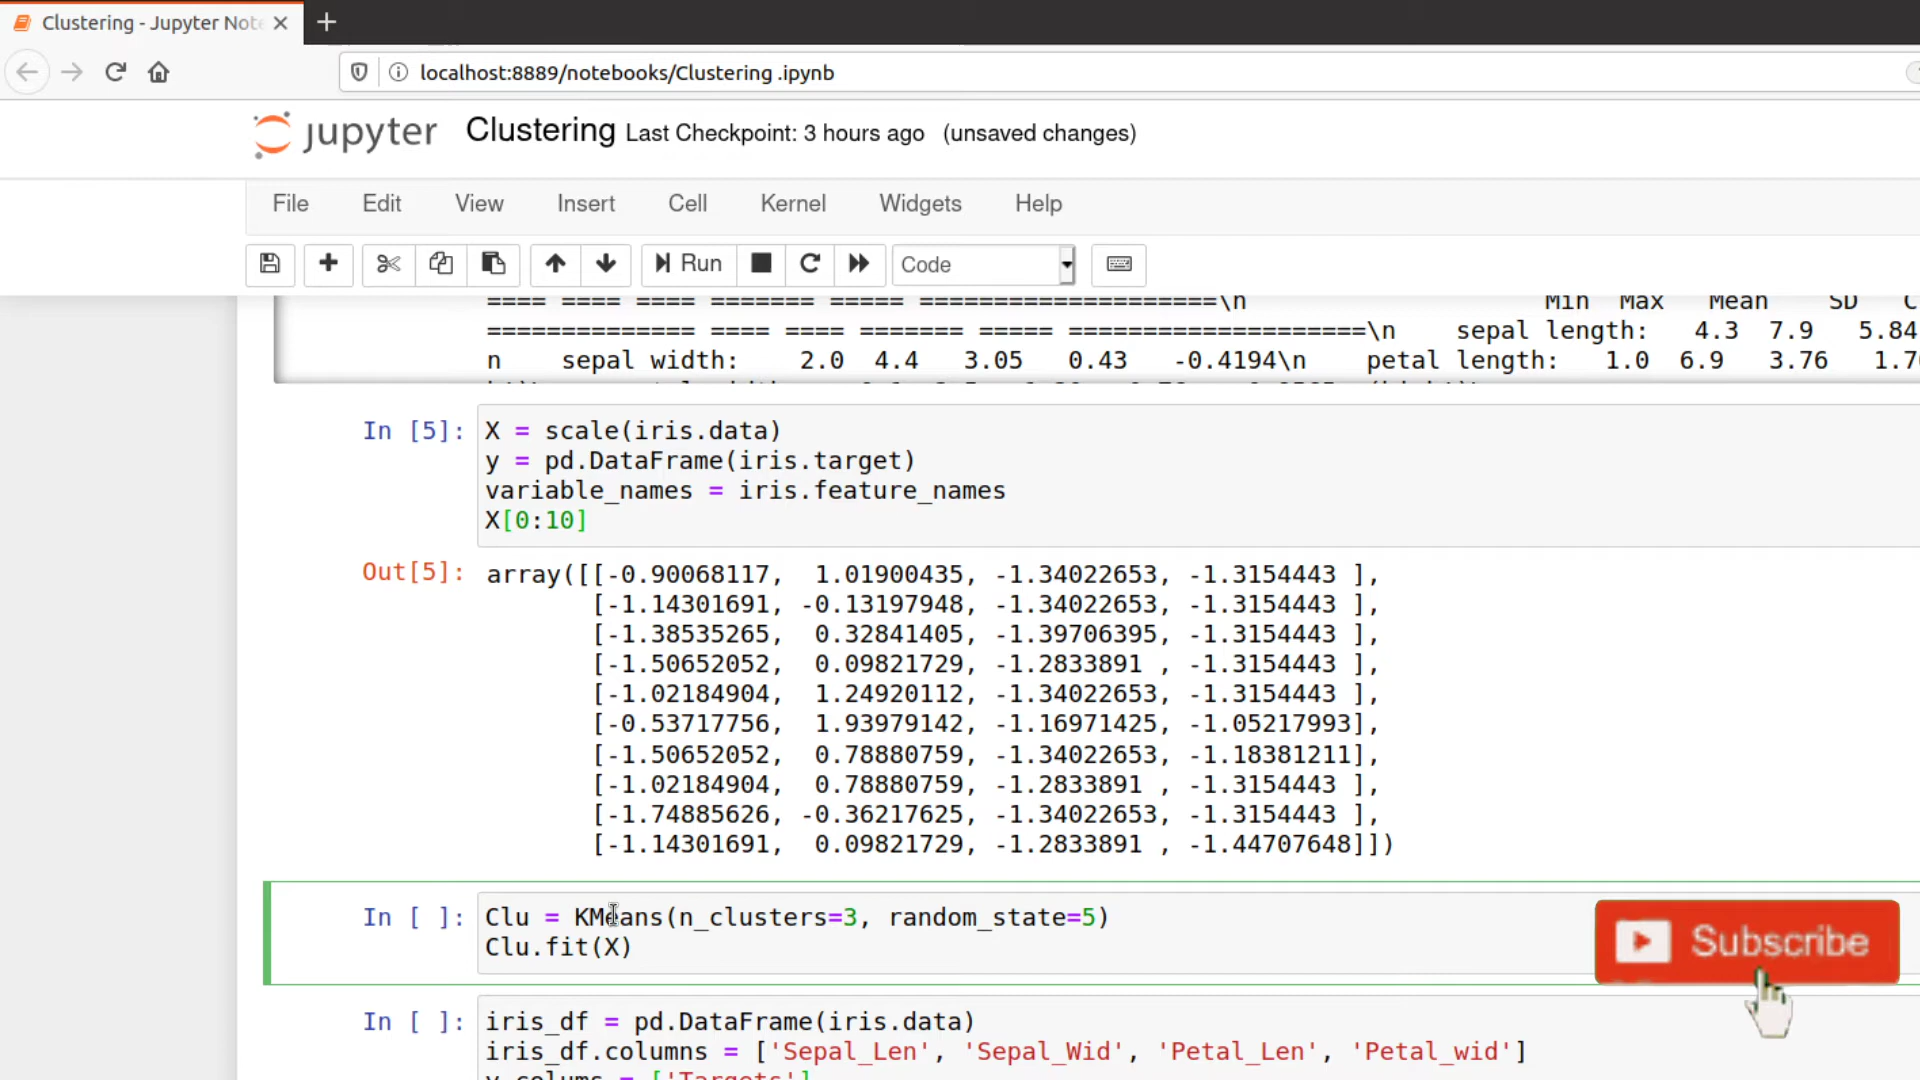 Clustering - Jupyter Note
localhost:8889/notebooks/Clustering .ipynb
jupyter Clustering Last Checkpoint: 3 hours ago (unsaved changes)
File Edit View Insert Cell Kernel Widgets Help
Run Code
==== ==== ==== ======= ===== ====================\n Min Max Mean SD C
============== ==== ==== ======= ===== ====================\n sepal length: 4.3 7.9 5.84
n sepal width: 2.0 4.4 3.05 0.43 -0.4194\n petal length: 1.0 6.9 3.76 1.7
In [5]: X = scale(iris.data)
y = pd.DataFrame(iris.target)
variable_names = iris.feature_names
X[0:10]
Out[5]: array([[-0.90068117, 1.01900435, -1.34022653, -1.3154443 ],
[-1.14301691, -0.13197948, -1.34022653, -1.3154443 ],
[-1.38535265, 0.32841405, -1.39706395, -1.3154443 ],
[-1.50652052, 0.09821729, -1.2833891 , -1.3154443 ],
[-1.02184904, 1.24920112, -1.34022653, -1.3154443 ],
[-0.53717756, 1.93979142, -1.16971425, -1.05217993],
[-1.50652052, 0.78880759, -1.34022653, -1.18381211],
[-1.02184904, 0.78880759, -1.2833891 , -1.3154443 ],
[-1.74885626, -0.36217625, -1.34022653, -1.3154443 ],
[-1.14301691, 0.09821729, -1.2833891 , -1.44707648]])
In [ ]: Clu = KMeans(n_clusters=3, random_state=5)
Clu.fit(X)
Subscribe
In [ ]: iris_df = pd.DataFrame(iris.data)
iris_df.columns = ['Sepal_Len', 'Sepal_Wid', 'Petal_Len', 'Petal_wid']
y.colums = ['Targets']